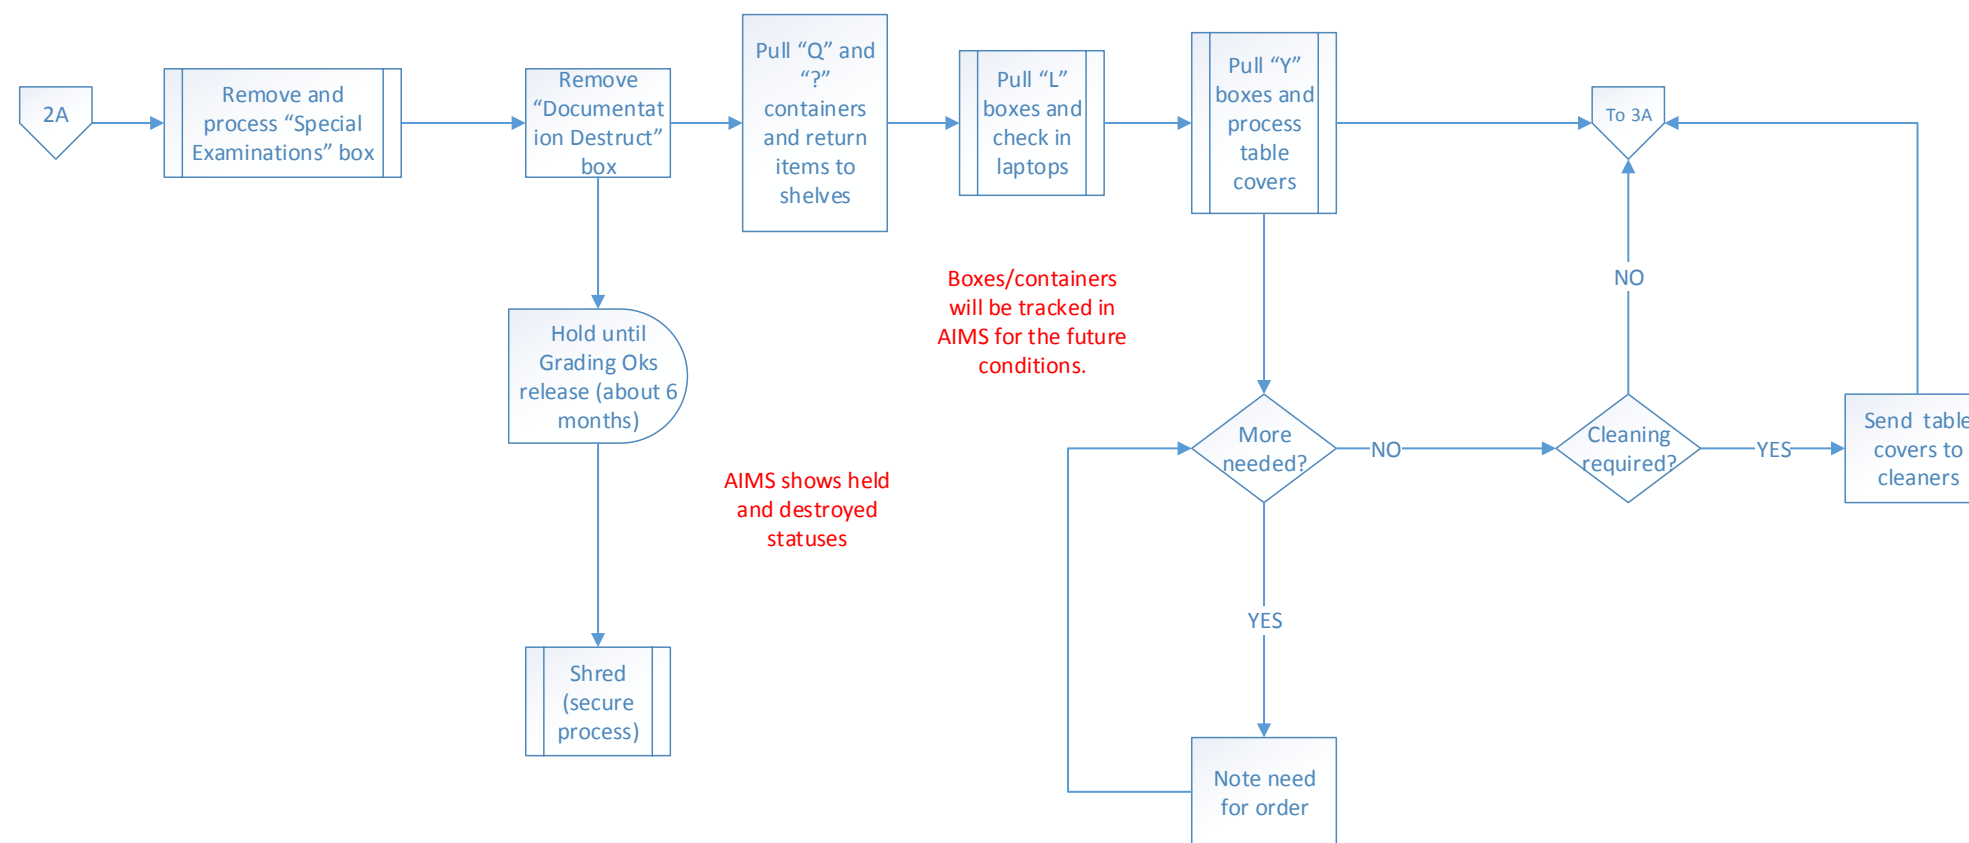 2A
Remove and
process “Special
Examinations” box
Remove
“Documentat
ion Destruct”
box
Pull “Q” and
“?”
containers
and return
items to
shelves
Pull “L”
boxes and
check in
laptops
Pull “Y”
boxes and
process
table
covers
To 3A
Boxes/containers
will be tracked in
AIMS for the future
conditions.
NO
Hold until
Grading Oks
release (about 6
months)
More
needed?
NO
Cleaning
required?
YES
Send table
covers to
cleaners
AIMS shows held
and destroyed
statuses
YES
Shred
(secure
process)
Note need
for order